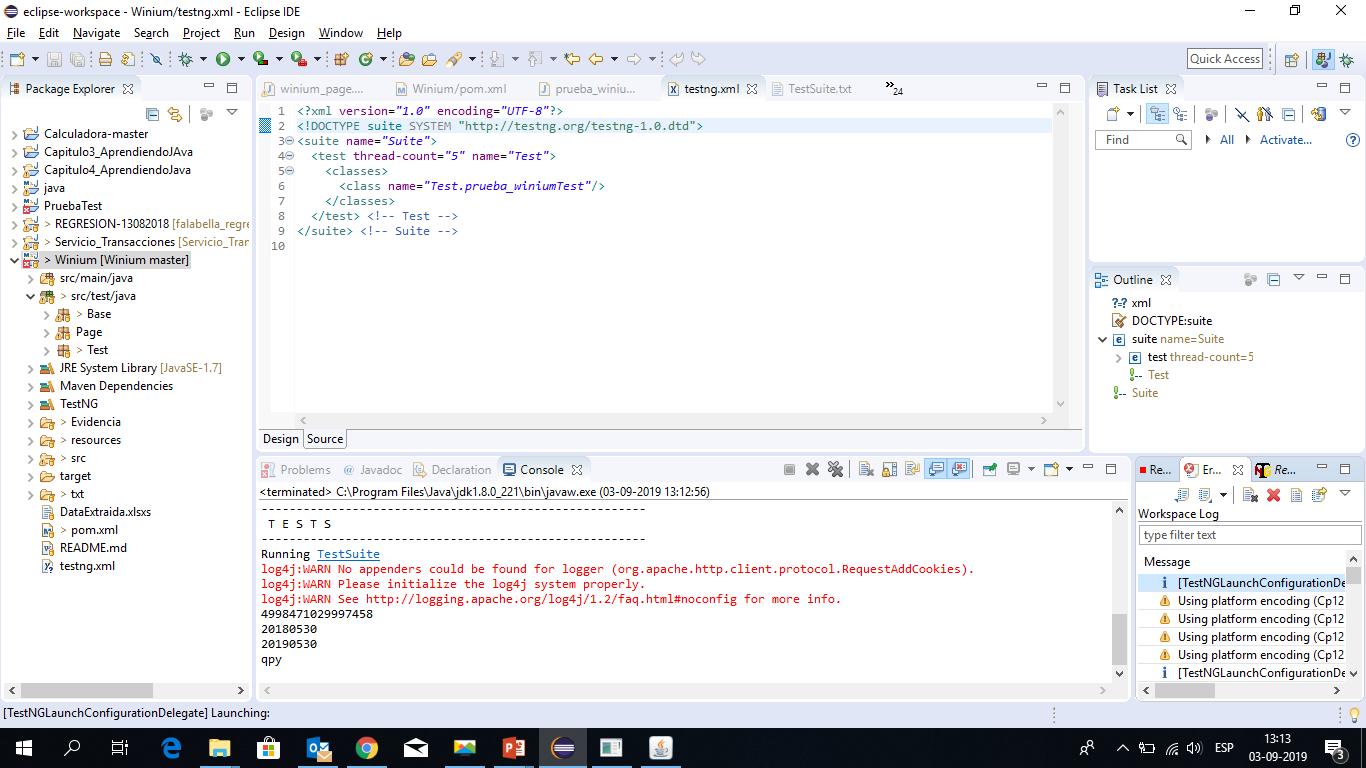 eclipse-workspace - Winium/testng.xml - Eclipse IDE
File Edit Navigate Search Project Run Design Window Help
Quick Access
Package Explorer
Calculadora-master
Capitulo3_AprendiendoJAva
Capitulo4_AprendiendoJava
java
PruebaTest
> REGRESION-13082018 [falabella_regre
> Servicio_Transacciones [Servicio_Tran
> Winium [Winium master]
src/main/java
> src/test/java
> Base
Page
> Test
JRE System Library [JavaSE-1.7]
Maven Dependencies
TestNG
> Evidencia
> resources
> src
target
> txt
DataExtraida.xlsxs
> pom.xml
README.md
testng.xml
winium_page.... Winium/pom.xml prueba_winiu... testng.xml TestSuite.txt »24
1 <?xml version="1.0" encoding="UTF-8"?>
2 <!DOCTYPE suite SYSTEM "http://testng.org/testng-1.0.dtd">
3 <suite name="Suite">
4 <test thread-count="5" name="Test">
5 <classes>
6 <class name="Test.prueba_winiumTest"/>
7 </classes>
8 </test> <!-- Test -->
9 </suite> <!-- Suite -->
10
Design Source
Task List
Find All Activate...
Outline
?=? xml
DOCTYPE:suite
suite name=Suite
test thread-count=5
Test
Suite
Problems @ Javadoc Declaration Console
<terminated> C:\Program Files\Java\jdk1.8.0_221\bin\javaw.exe (03-09-2019 13:12:56)
-------------------------------------------------------
T E S T S
-------------------------------------------------------
Running TestSuite
log4j:WARN No appenders could be found for logger (org.apache.http.client.protocol.RequestAddCookies).
log4j:WARN Please initialize the log4j system properly.
log4j:WARN See http://logging.apache.org/log4j/1.2/faq.html#noconfig for more info.
4998471029997458
20180530
20190530
qpy
Re... Er... Re...
Workspace Log
type filter text
Message
[TestNGLaunchConfigurationDe
Using platform encoding (Cp12
Using platform encoding (Cp12
Using platform encoding (Cp12
Using platform encoding (Cp12
[TestNGLaunchConfigurationDe
[TestNGLaunchConfigurationDelegate] Launching:
ESP
13:13
03-09-2019
3